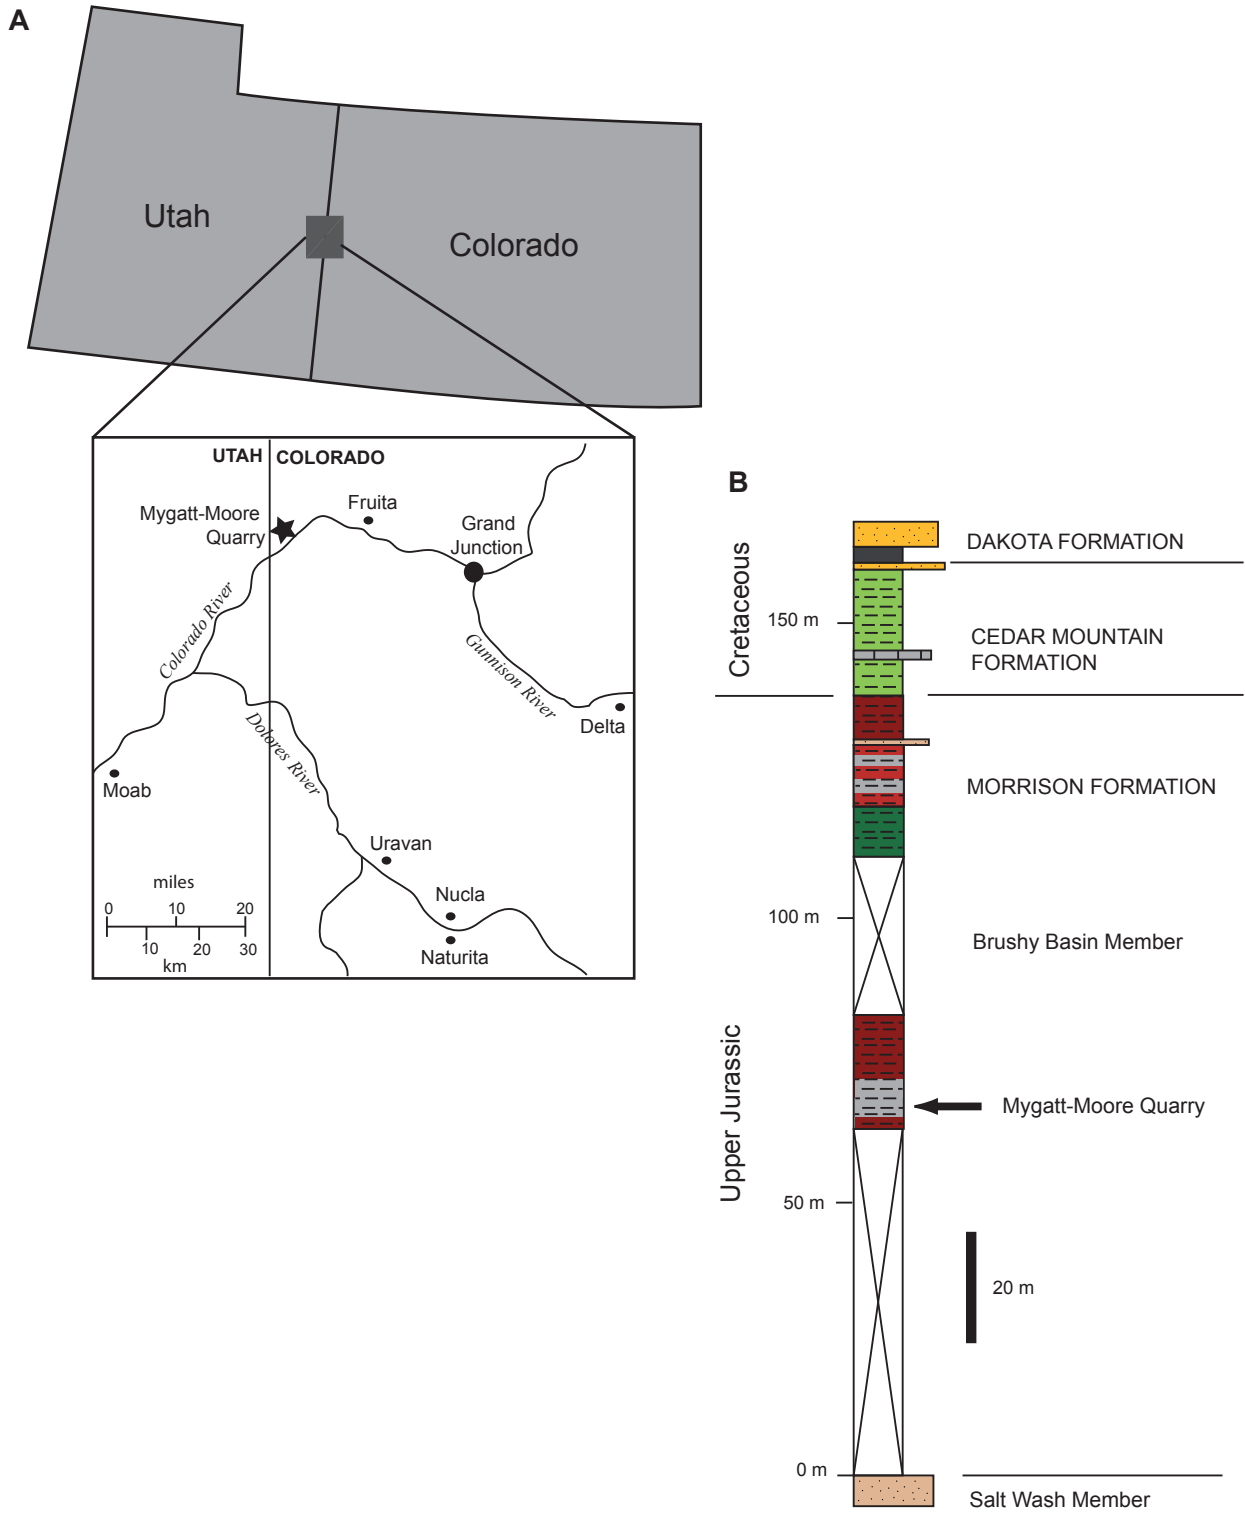 A
Utah
Colorado
UTAH
COLORADO
Mygatt-Moore
Quarry
Fruita
Grand
Junction
Colorado River
Gunnison River
Delta
Dolores River
Moab
Uravan
Nucla
Naturita
miles
0 10 20
10 20 30
km
B
Cretaceous
DAKOTA FORMATION
150 m
CEDAR MOUNTAIN
FORMATION
MORRISON FORMATION
100 m
Brushy Basin Member
Upper Jurassic
Mygatt-Moore Quarry
50 m
20 m
0 m
Salt Wash Member